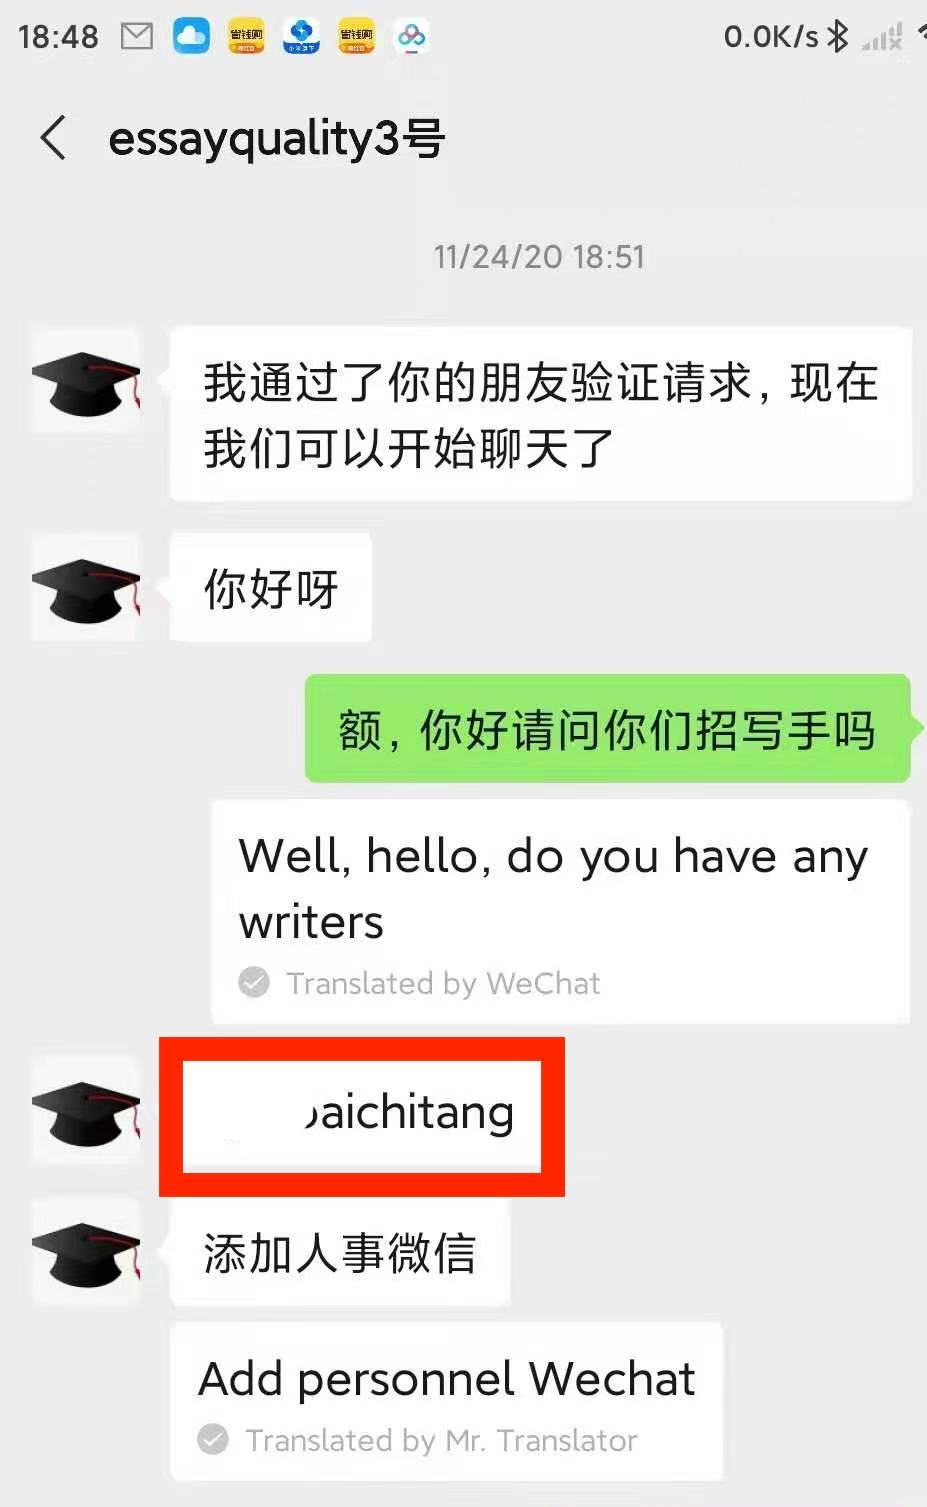 18:48
0.0K/s
essayquality3号
11/24/20 18:51
我通过了你的朋友验证请求，现在
我们可以开始聊天了
你好呀
额，你好请问你们招写手吗
Well, hello, do you have any
writers
Translated by WeChat
aichitang
添加人事微信
Add personnel Wechat
Translated by Mr. Translator